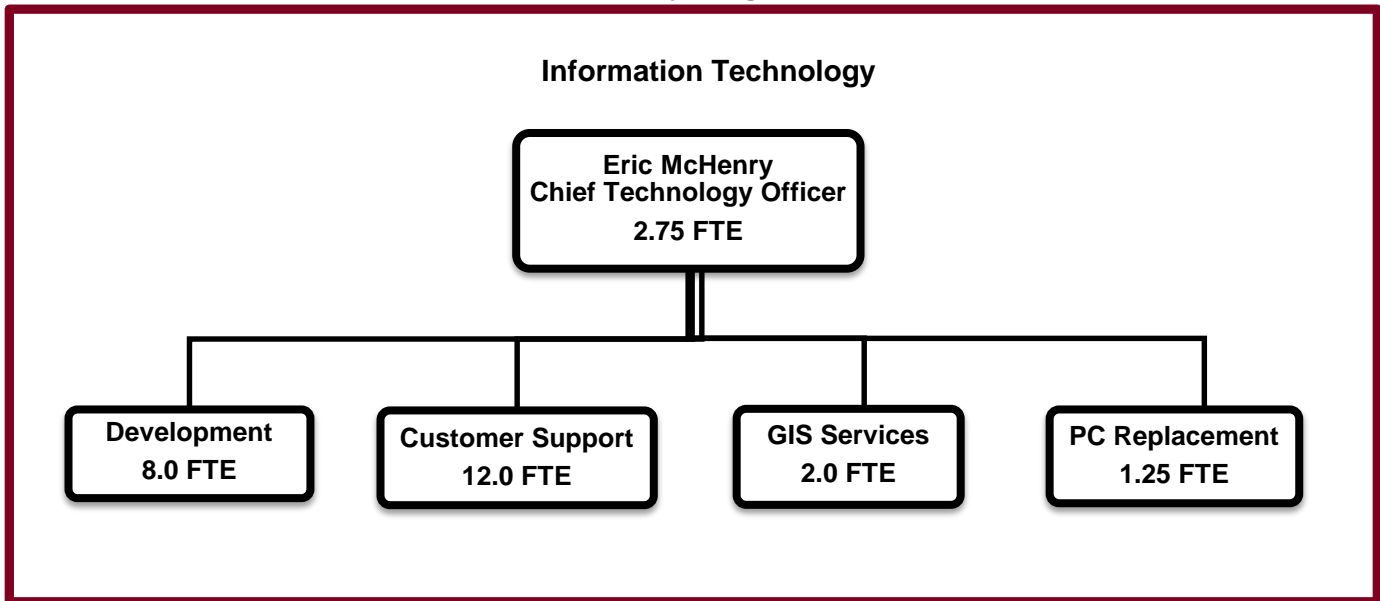 Information Technology
Eric McHenry
Chief Technology Officer
2.75 FTE
Development
8.0 FTE
Customer Support
12.0 FTE
GIS Services
2.0 FTE
PC Replacement
1.25 FTE